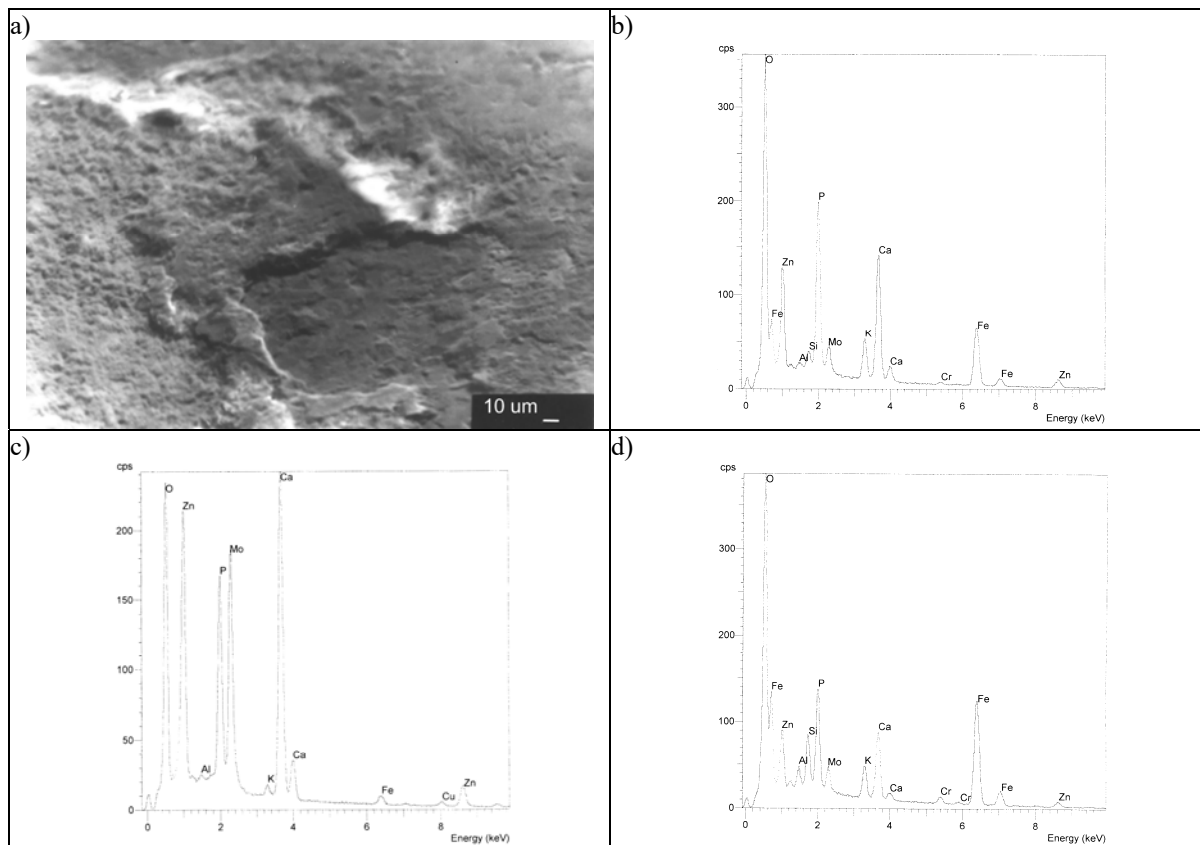 a)
10 um
b)
cps
O
300
P
200
Ca
Zn
100
Fe
Fe
K
Si
Mo
Al
Ca
Cr
Fe
Zn
0
0 2 4 6 8
Energy (keV)
c)
cps
Ca
O
Zn
200
Mo
P
150
100
50
Ca
Al
K
Fe
Cu
Zn
0
0 2 4 6 8
Energy (keV)
d)
cps
O
300
200
Fe
P
Fe
Zn
Si
Ca
100
Al
Mo
K
Ca
Cr
Cr
Fe
Zn
0
0 2 4 6 8
Energy (keV)